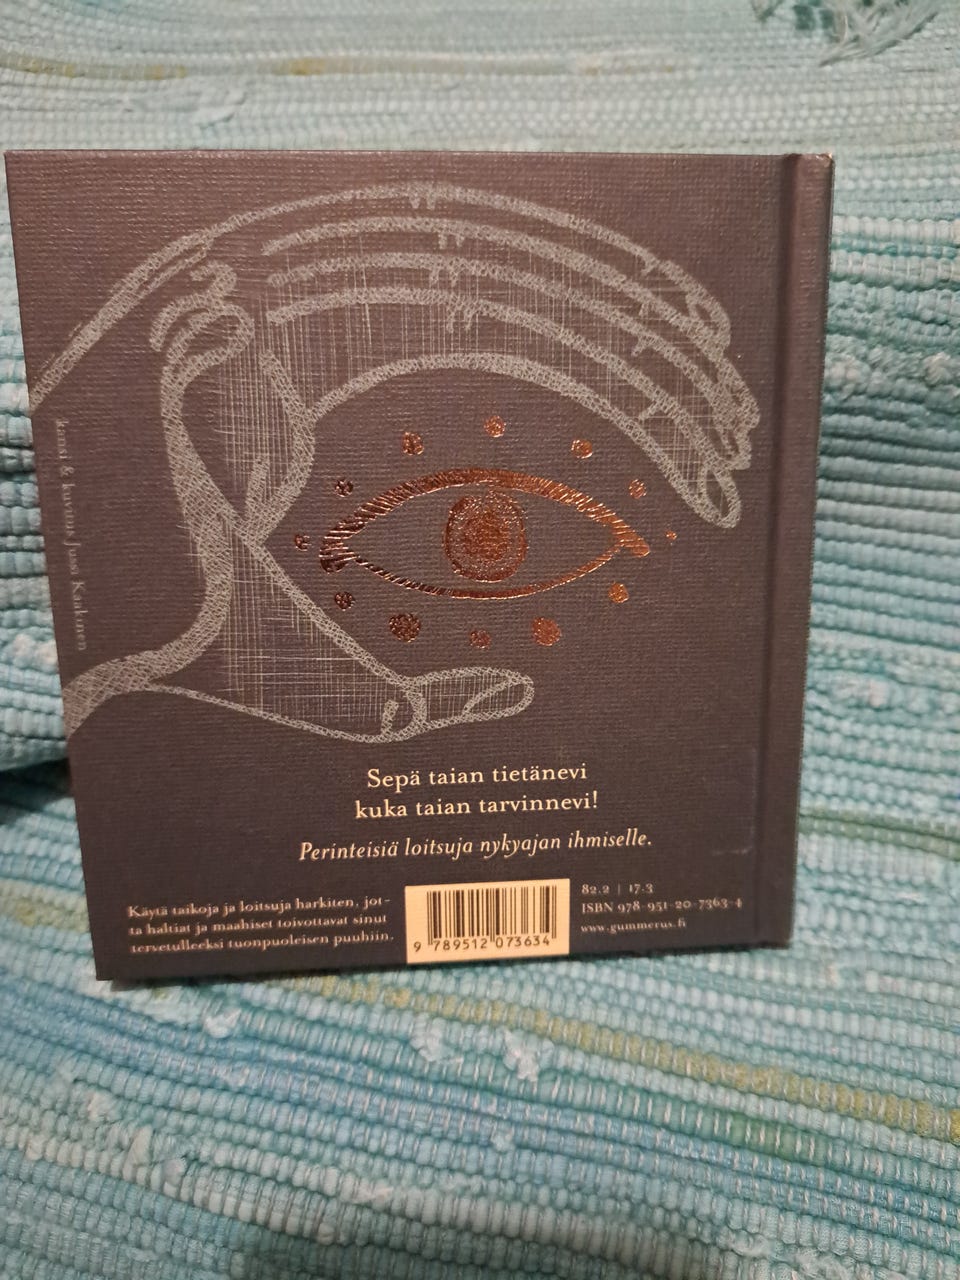 kansi & kuvitus Jussi Kaakinen
Sepä taian tietänevi
kuka taian tarvinnevi!
Perinteisiä loitsuja nykyajan ihmiselle.
Käytä taikoja ja loitsuja harkiten, jot-
ta haltiat ja maahiset toivottavat sinut
tervetulleeksi tuonpuoleisen puuhiin.
9 789512 073634
82.2 | 17.3
ISBN 978-951-20-7363-4
www.gummerus.fi